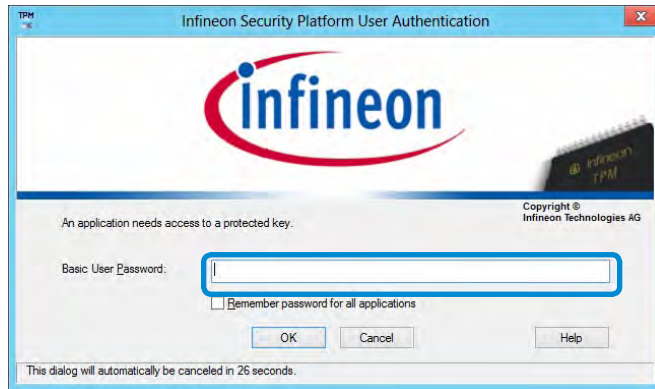 TPM
Infineon Security Platform User Authentication
x
infineon
infineon
TPM
Copyright ©
Infineon Technologies AG
An application needs access to a protected key.
Basic User Password:
Remember password for all applications
OK Cancel Help
This dialog will automatically be canceled in 26 seconds.